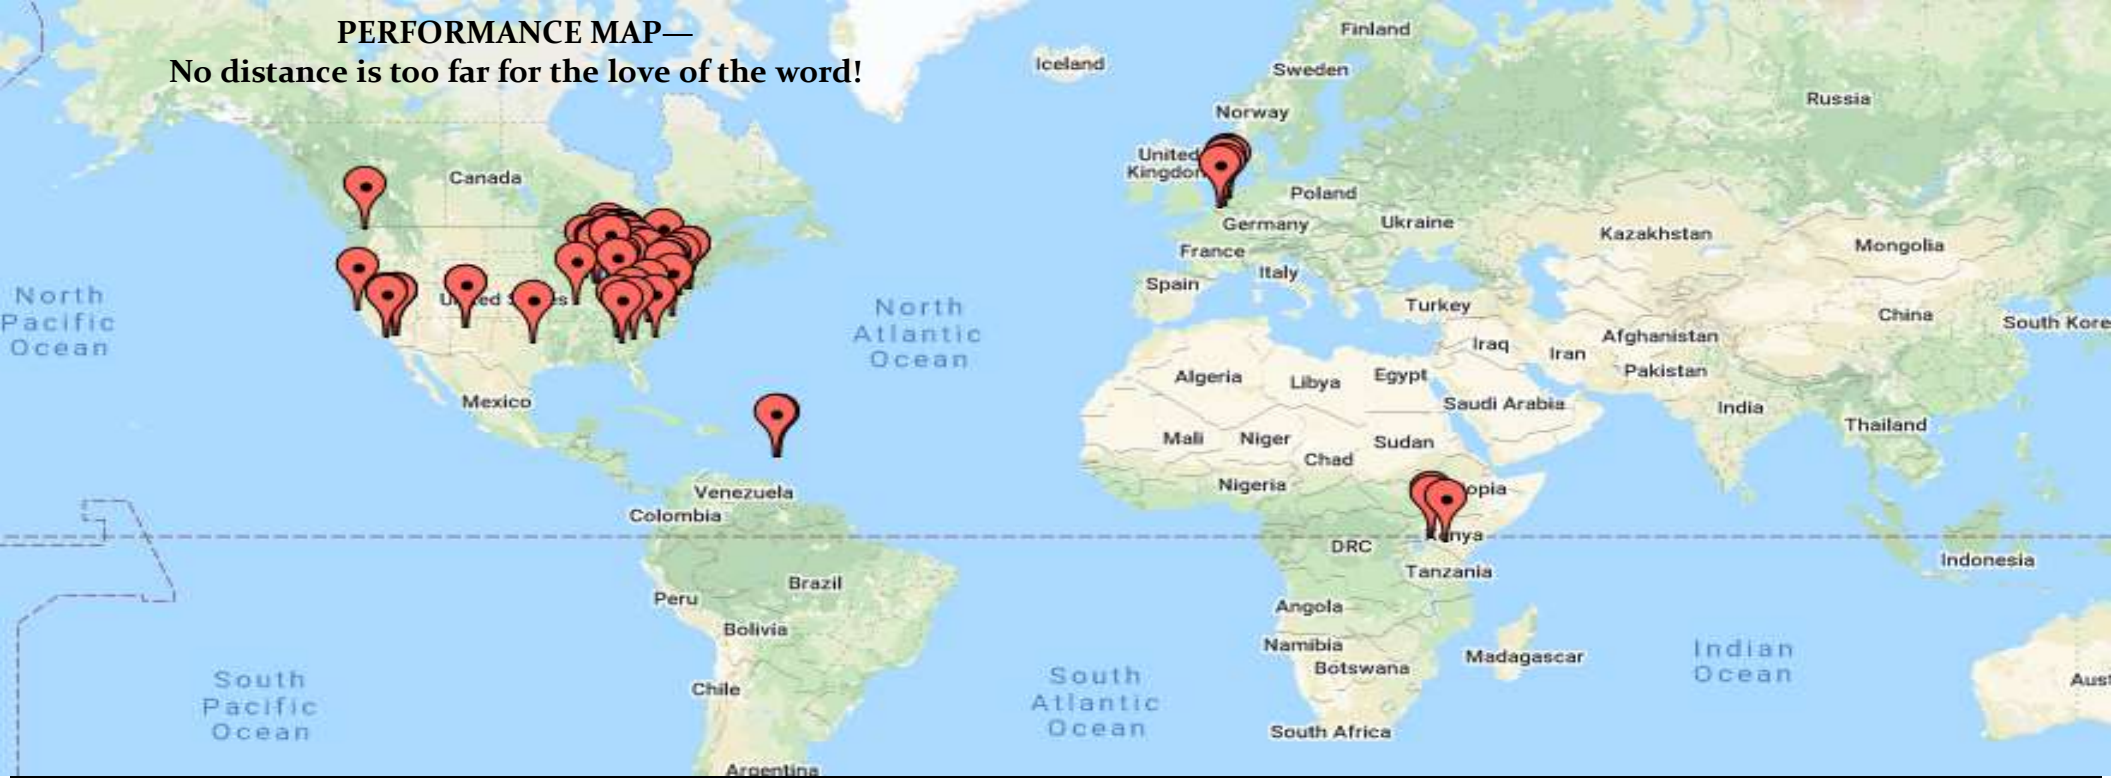 PERFORMANCE MAP—
No distance is too far for the love of the word!
Finland
Iceland
Sweden
Russia
Norway
Canada
United
Kingdo
Poland
Germany
Ukraine
Kazakhstan
Mongolia
France
Italy
Spain
North
Pacific
Ocean
North
Atlantic
Ocean
Turkey
China
South Kore
Iraq
Iran
Afghanistan
Pakistan
Algeria
Libya
Egypt
Saudi Arabia
India
Mexico
Thailand
Mali
Niger
Sudan
Chad
Venezuela
Nigeria
opia
Colombia
Kenya
DRC
Indonesia
Tanzania
Brazil
Peru
Angola
Bolivia
Namibia
Botswana
Madagascar
Indian
Ocean
South
Pacific
Ocean
South
Atlantic
Ocean
Chile
Aust
South Africa
Argentina